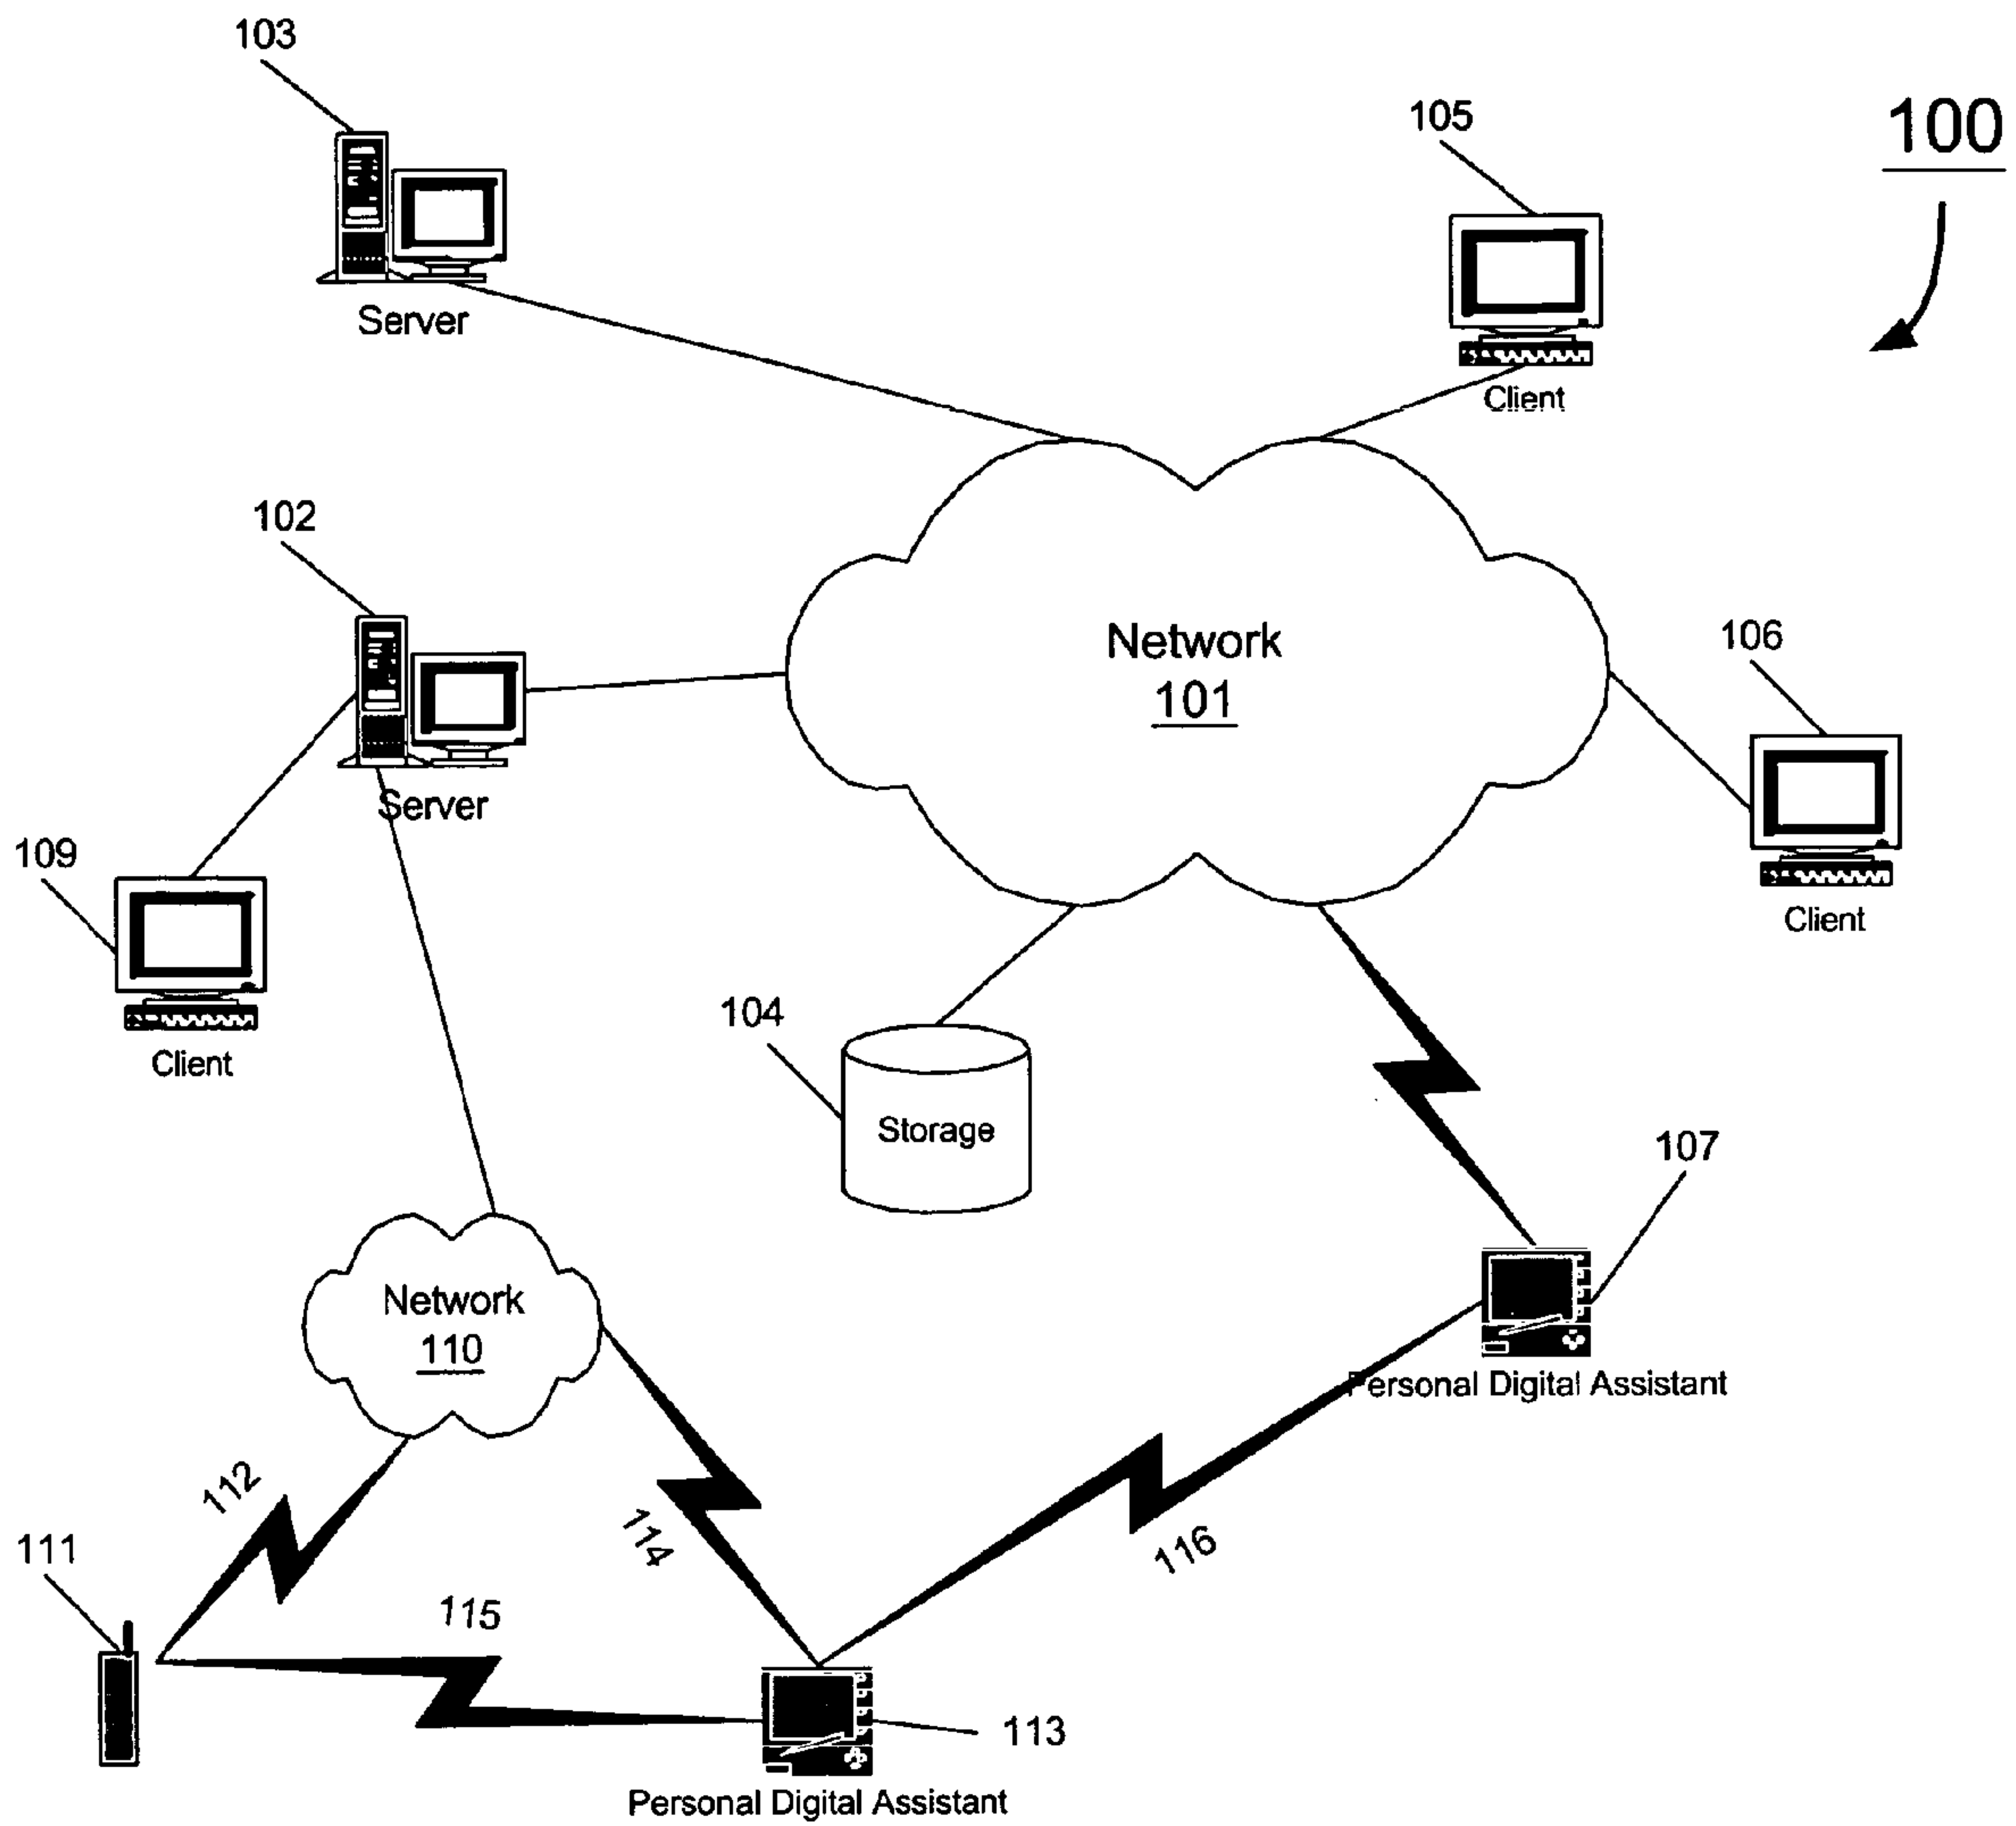 103
105
100
Server
Client
102
Network
101
106
Server
109
Client
Client
104
Storage
107
Network
110
Personal Digital Assistant
112
114
116
111
115
113
Personal Digital Assistant